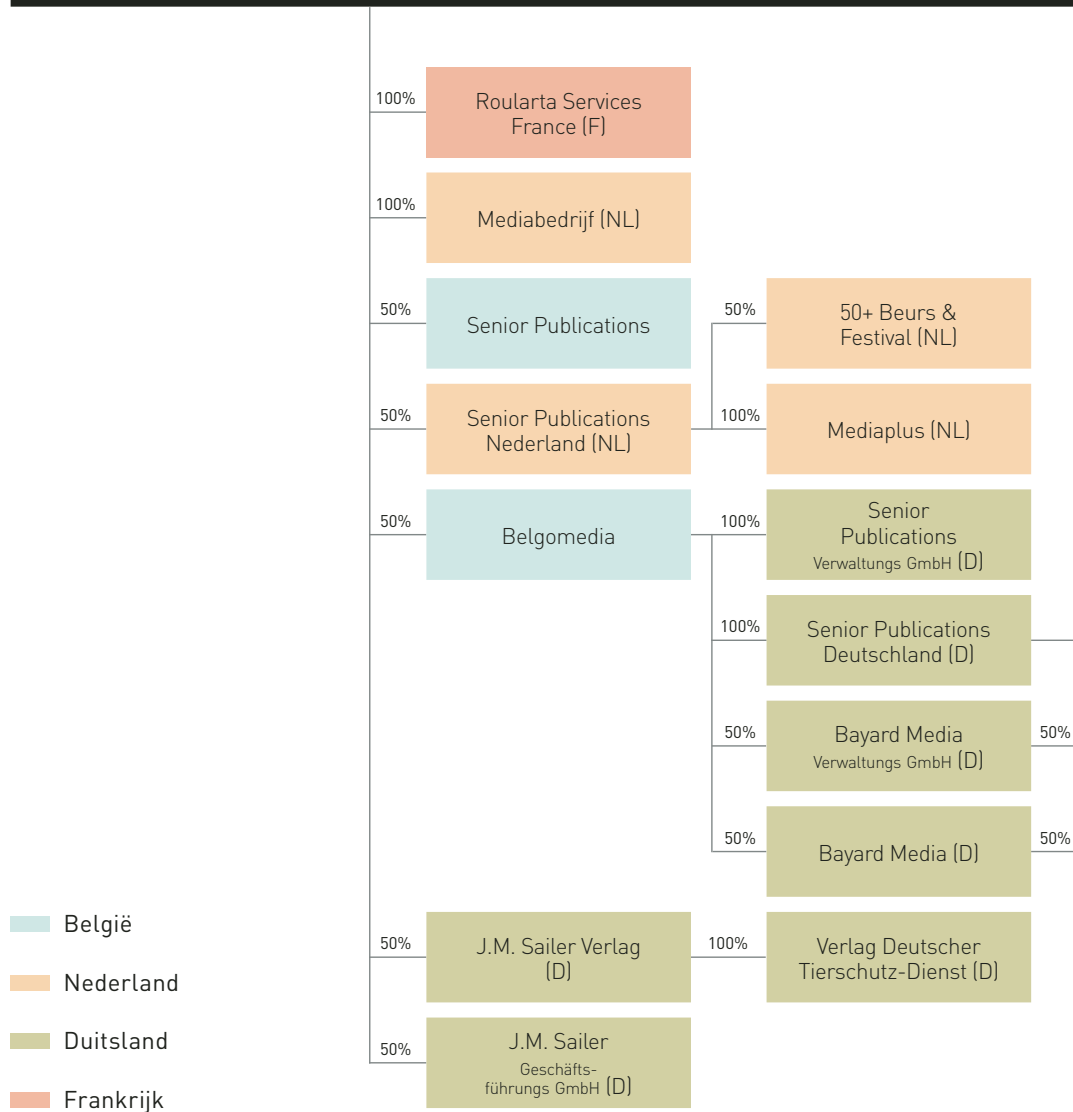 100%
Roularta Services
France (F)
100%
Mediabedrijf (NL)
50%
Senior Publications
50%
50+ Beurs &
Festival (NL)
50%
Senior Publications
Nederland (NL)
100%
Mediaplus (NL)
50%
Belgomedia
100%
Senior
Publications
Verwaltungs GmbH (D)
100%
Senior Publications
Deutschland (D)
50%
Bayard Media
Verwaltungs GmbH (D)
50%
50%
Bayard Media (D)
50%
50%
J.M. Sailer Verlag
(D)
100%
Verlag Deutscher
Tierschutz-Dienst (D)
50%
J.M. Sailer
Geschäfts-
führungs GmbH (D)
België
Nederland
Duitsland
Frankrijk